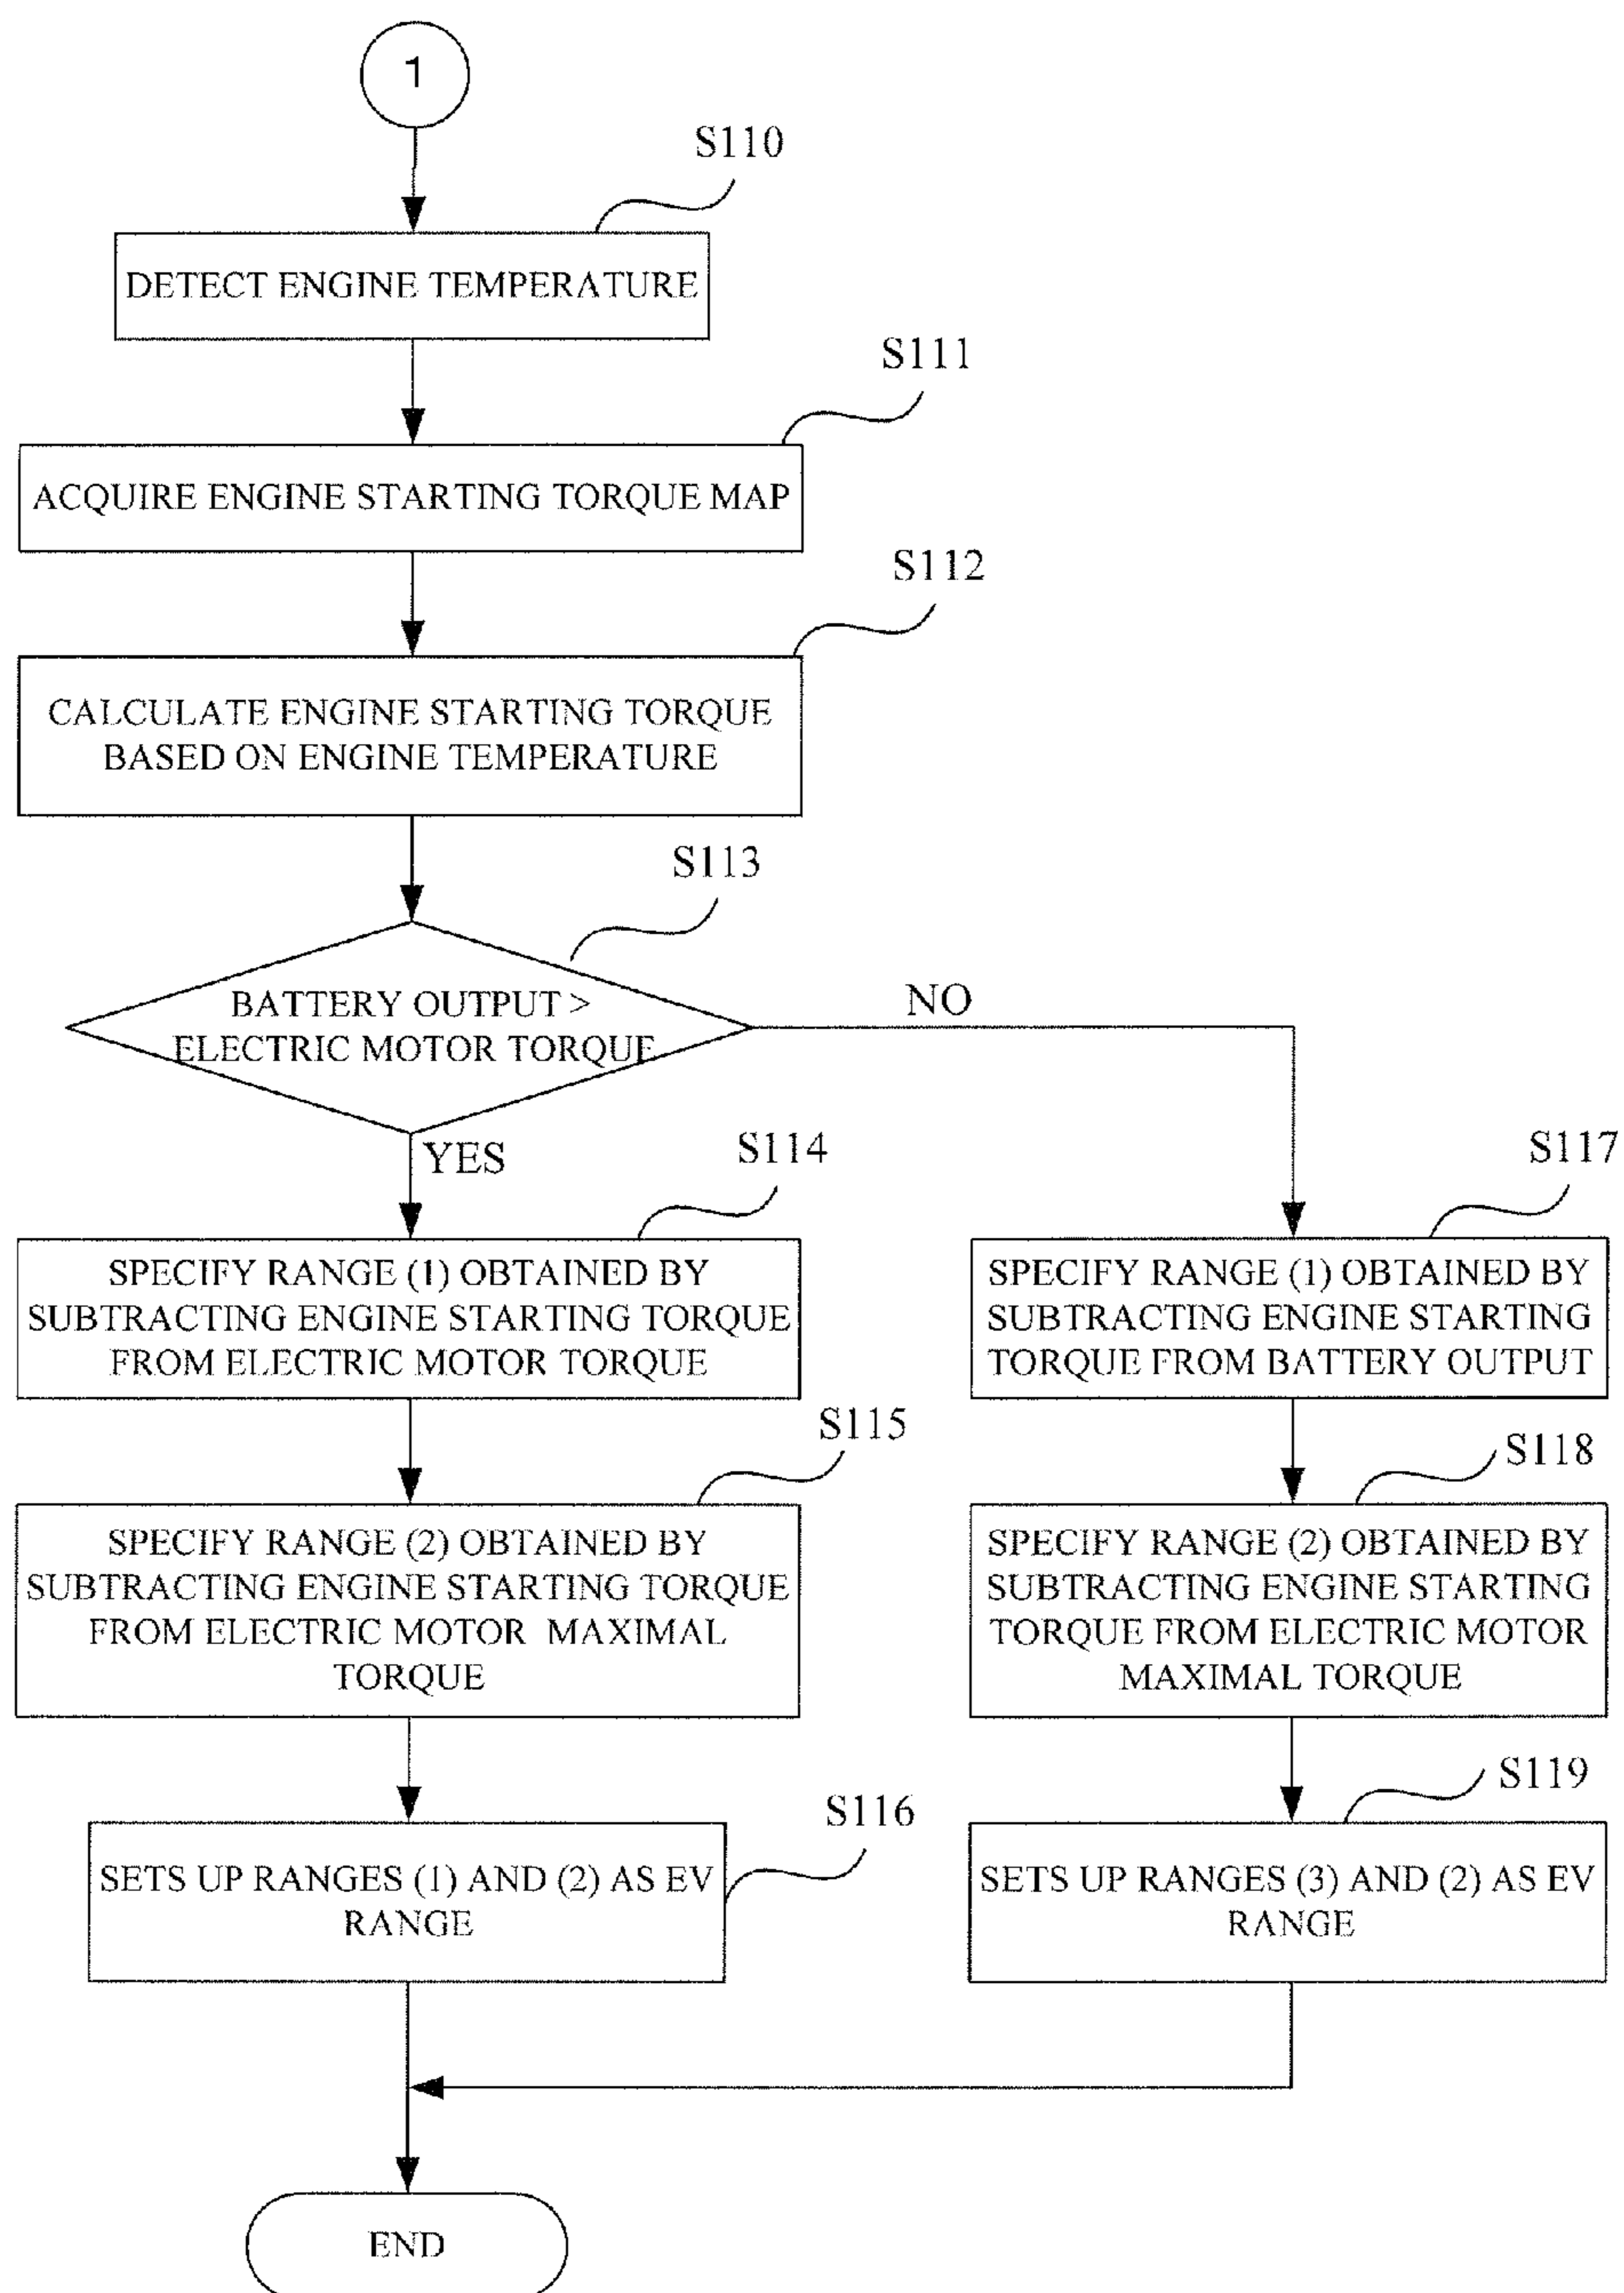 1
S110
DETECT ENGINE TEMPERATURE
S111
ACQUIRE ENGINE STARTING TORQUE MAP
S112
CALCULATE ENGINE STARTING TORQUE
BASED ON ENGINE TEMPERATURE
S113
BATTERY OUTPUT >
ELECTRIC MOTOR TORQUE
NO
YES
S114
SPECIFY RANGE (1) OBTAINED BY
SUBTRACTING ENGINE STARTING TORQUE
FROM ELECTRIC MOTOR TORQUE
S117
SPECIFY RANGE (1) OBTAINED BY
SUBTRACTING ENGINE STARTING
TORQUE FROM BATTERY OUTPUT
S115
SPECIFY RANGE (2) OBTAINED BY
SUBTRACTING ENGINE STARTING TORQUE
FROM ELECTRIC MOTOR MAXIMAL
TORQUE
S118
SPECIFY RANGE (2) OBTAINED BY
SUBTRACTING ENGINE STARTING
TORQUE FROM ELECTRIC MOTOR
MAXIMAL TORQUE
S116
SETS UP RANGES (1) AND (2) AS EV
RANGE
S119
SETS UP RANGES (3) AND (2) AS EV
RANGE
END